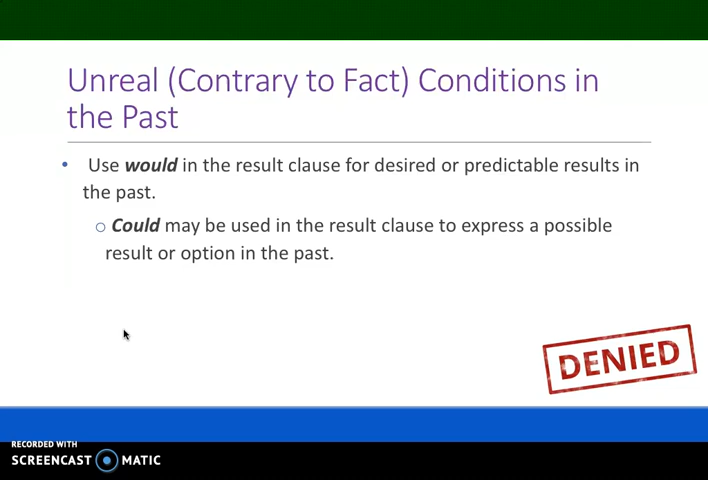 Unreal (Contrary to Fact) Conditions in
the Past
• Use would in the result clause for desired or predictable results in
the past.
o Could may be used in the result clause to express a possible
result or option in the past.
DENIED
RECORDED WITH
SCREENCAST MATIC